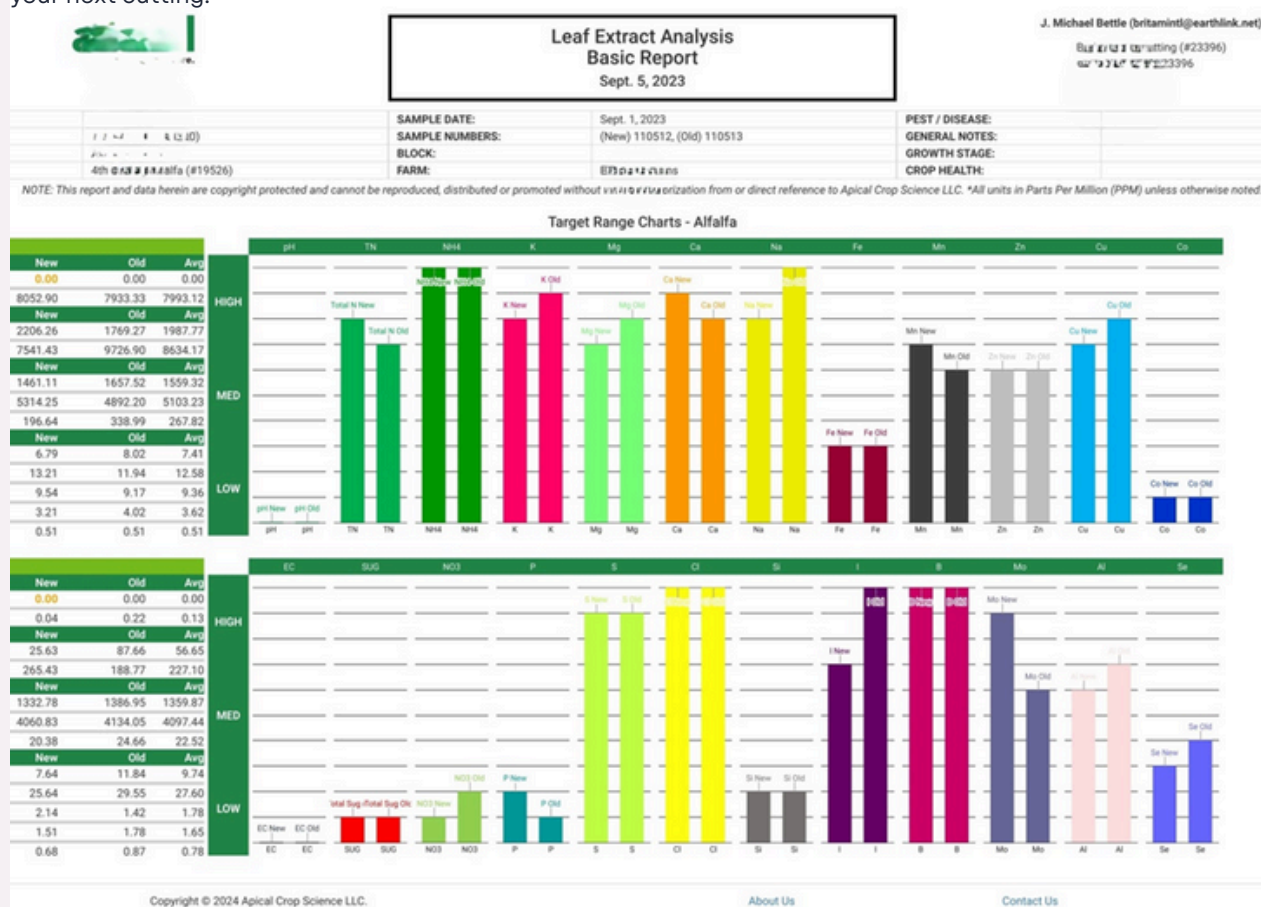 your next cutting.
Leaf Extract Analysis
Basic Report
Sept. 5, 2023
J. Michael Bettle (britamintl@earthlink.net)
(#23396)
SAMPLE DATE: Sept. 1, 2023 PEST / DISEASE:
SAMPLE NUMBERS: (New) 110512, (Old) 110513 GENERAL NOTES:
BLOCK: GROWTH STAGE:
4th (#19526) FARM: CROP HEALTH:
NOTE: This report and data herein are copyright protected and cannot be reproduced, distributed or promoted without from or direct reference to Apical Crop Science LLC. *All units in Parts Per Million (PPM) unless otherwise noted.
Target Range Charts - Alfalfa
pH TN NH4 K Mg Ca Na Fe Mn Zn Cu Co
New Old Avg
0.00 0.00 0.00
8052.90 7933.33 7993.12
New Old Avg
2206.26 1769.27 1987.77
7541.43 9726.90 8634.17
New Old Avg
1461.11 1657.52 1559.32
5314.25 4892.20 5103.23
196.64 338.99 267.82
New Old Avg
6.79 8.02 7.41
13.21 11.94 12.58
9.54 9.17 9.36
3.21 4.02 3.62
0.51 0.51 0.51
HIGH
MED
LOW
pH New pH Old Total N New Total N Old K New K Old Mg New Mg Old Ca New Ca Old Na New Fe New Fe Old Mn New Mn Old Zn New Zn Old Cu New Cu Old Co New Co Old
pH pH TN TN NH4 NH4 K K Mg Mg Ca Ca Na Na Fe Fe Mn Mn Zn Zn Cu Cu Co Co
EC SUG NO3 P S Cl Si I B Mo Al Se
New Old Avg
0.00 0.00 0.00
0.04 0.22 0.13
New Old Avg
25.63 87.66 56.65
265.43 188.77 227.10
New Old Avg
1332.78 1386.95 1359.87
4060.83 4134.05 4097.44
20.38 24.66 22.52
New Old Avg
7.64 11.84 9.74
25.64 29.55 27.60
2.14 1.42 1.78
1.51 1.78 1.65
0.68 0.87 0.78
HIGH
MED
LOW
EC New EC Old NO3 New NO3 Old P New P Old S New S Old Si New Si Old I New Mo New Mo Old Al New Al Old Se New Se Old
EC EC SUG SUG NO3 NO3 P P S S Cl Cl Si Si I I B B Mo Mo Al Al Se Se
Copyright © 2024 Apical Crop Science LLC. About Us Contact Us